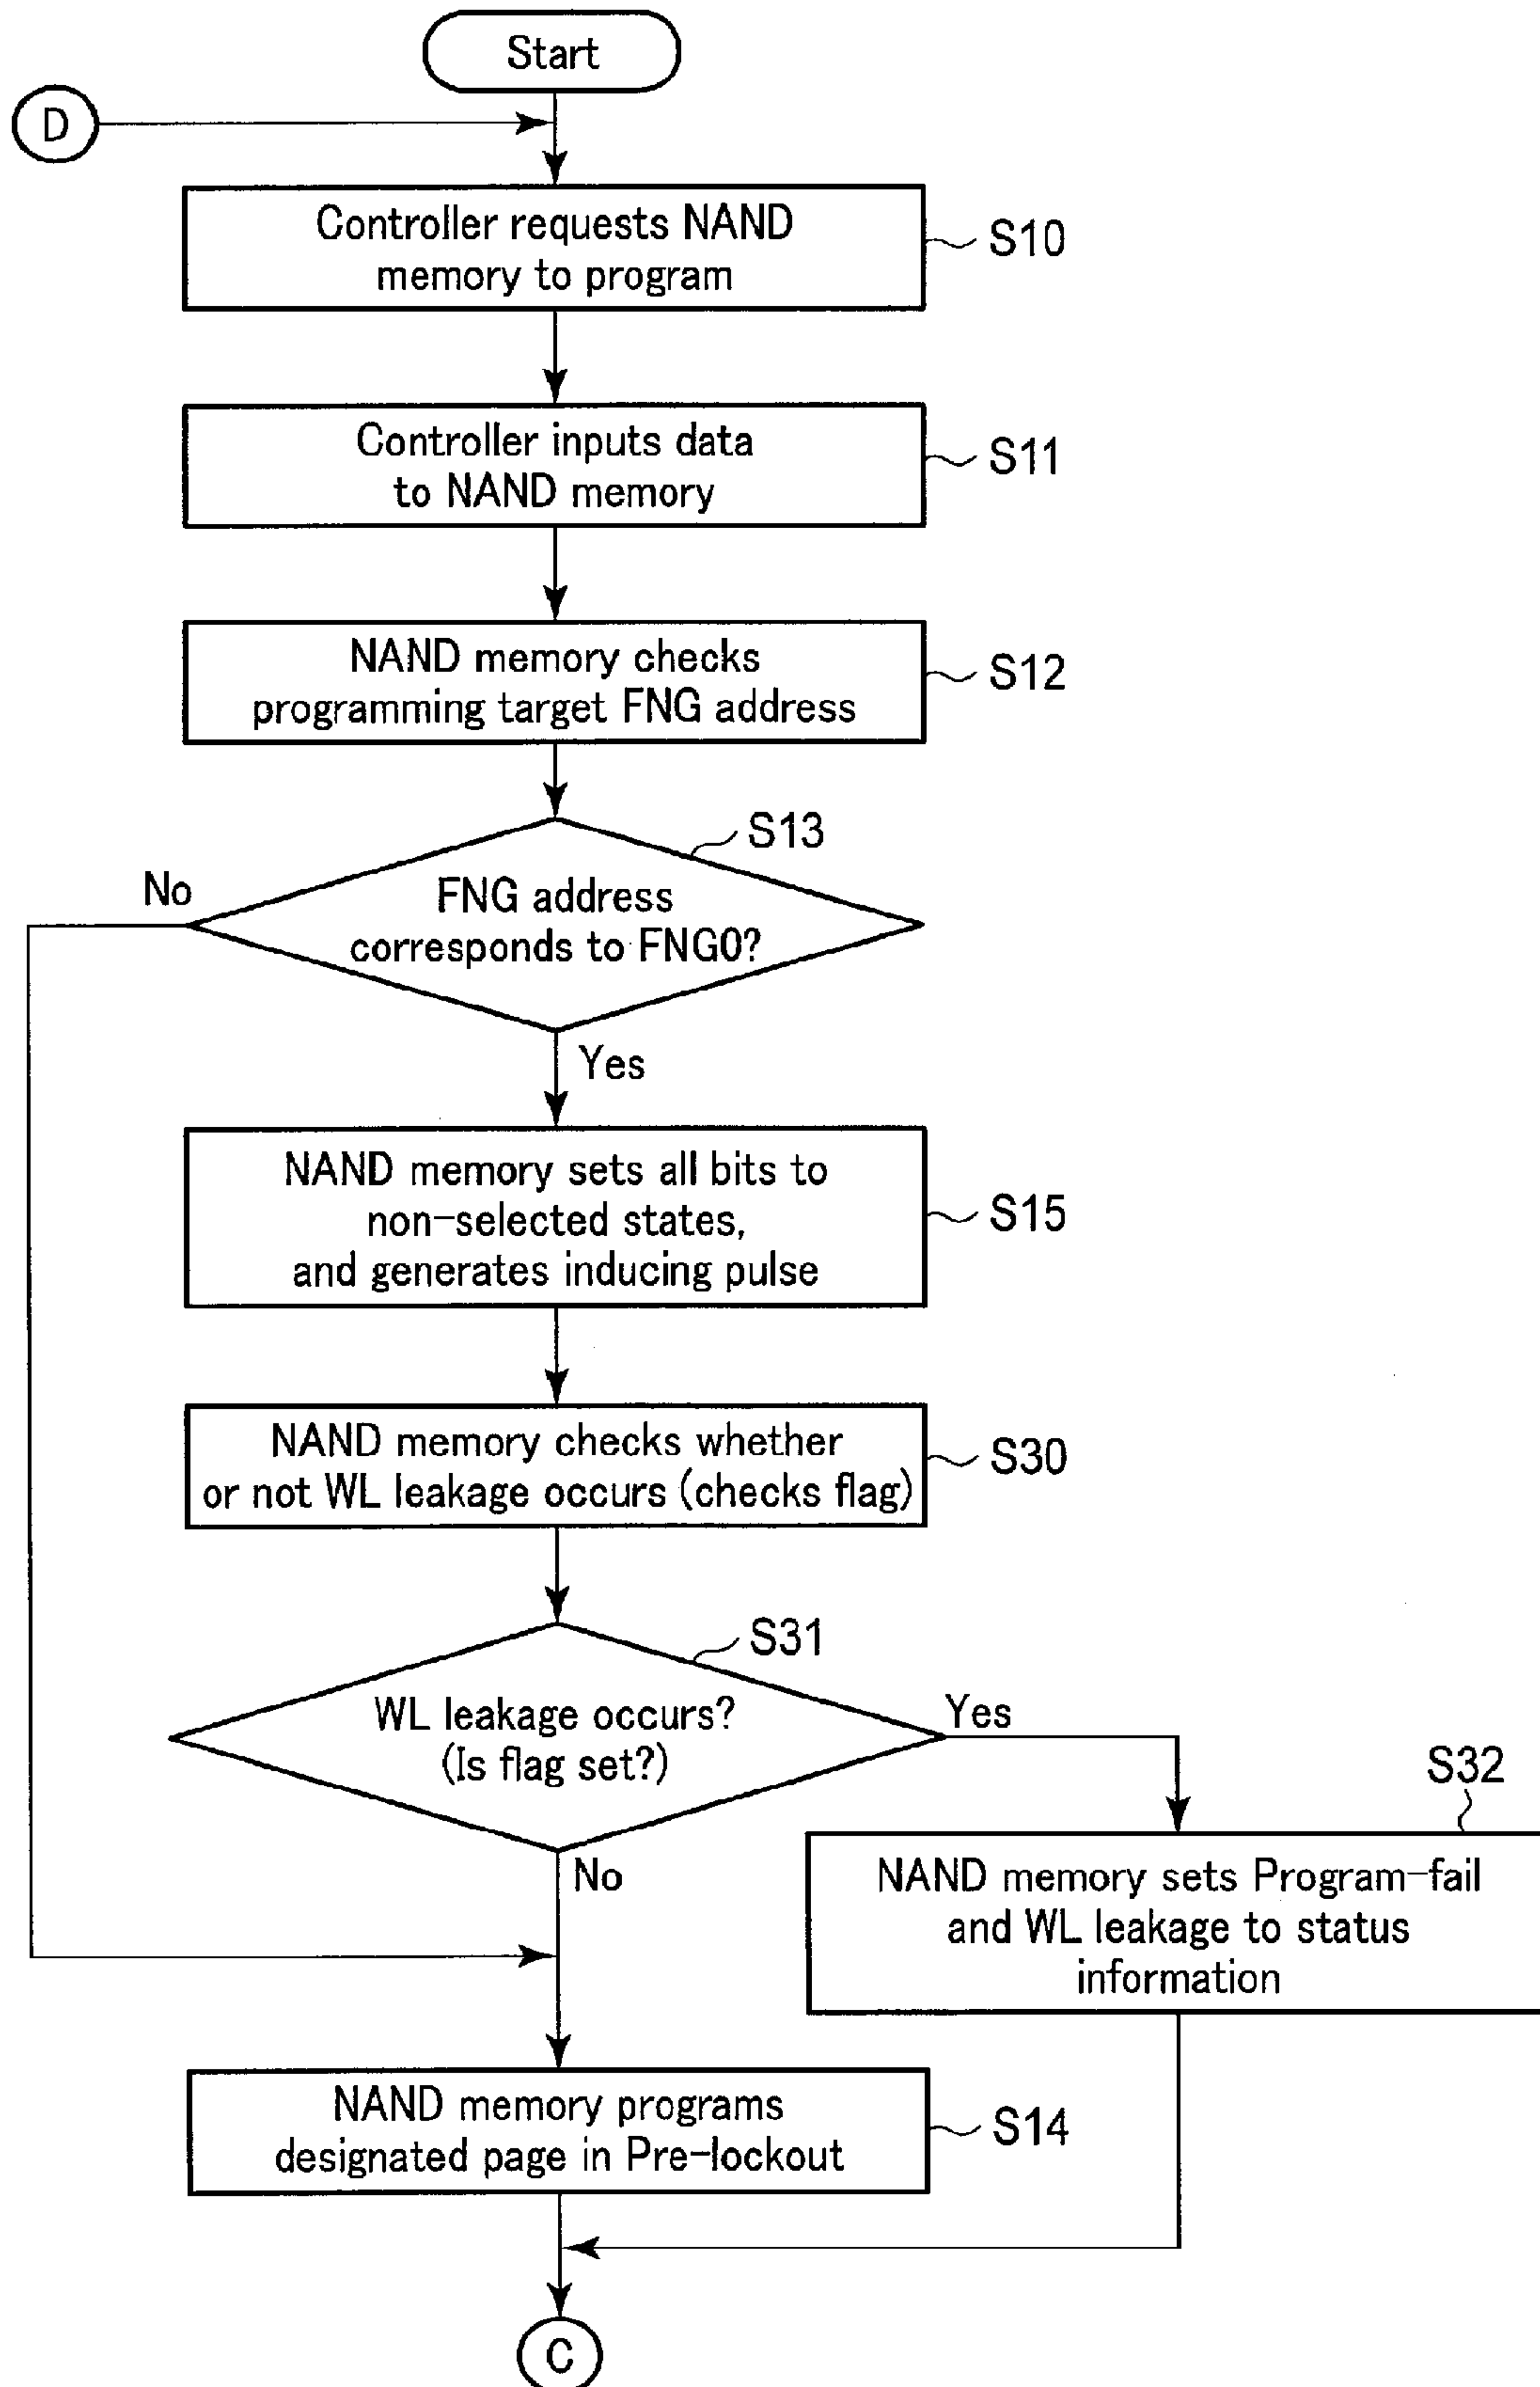 Start
D
Controller requests NAND
memory to program
S10
Controller inputs data
to NAND memory
S11
NAND memory checks
programming target FNG address
S12
S13
No
FNG address
corresponds to FNG0?
Yes
NAND memory sets all bits to
non-selected states,
and generates inducing pulse
S15
NAND memory checks whether
or not WL leakage occurs (checks flag)
S30
S31
WL leakage occurs?
(Is flag set?)
Yes
S32
No
NAND memory sets Program-fail
and WL leakage to status
information
NAND memory programs
designated page in Pre-lockout
S14
C